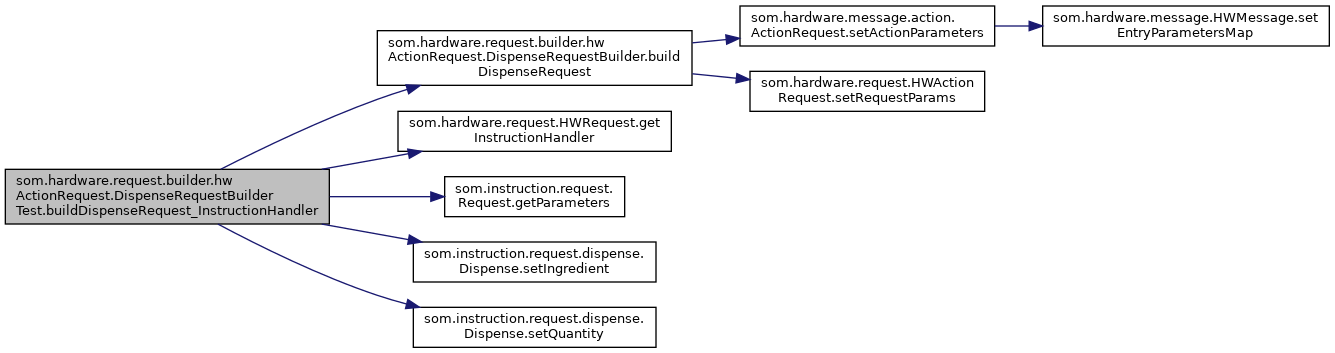 som.hardware.request.builder.hw
ActionRequest.DispenseRequestBuilder
Test.buildDispenseRequest_InstructionHandler
som.hardware.request.builder.hw
ActionRequest.DispenseRequestBuilder.build
DispenseRequest
som.hardware.message.action.
ActionRequest.setActionParameters
som.hardware.message.HWMessage.set
EntryParametersMap
som.hardware.request.HWAction
Request.setRequestParams
som.hardware.request.HWRequest.get
InstructionHandler
som.instruction.request.
Request.getParameters
som.instruction.request.dispense.
Dispense.setIngredient
som.instruction.request.dispense.
Dispense.setQuantity